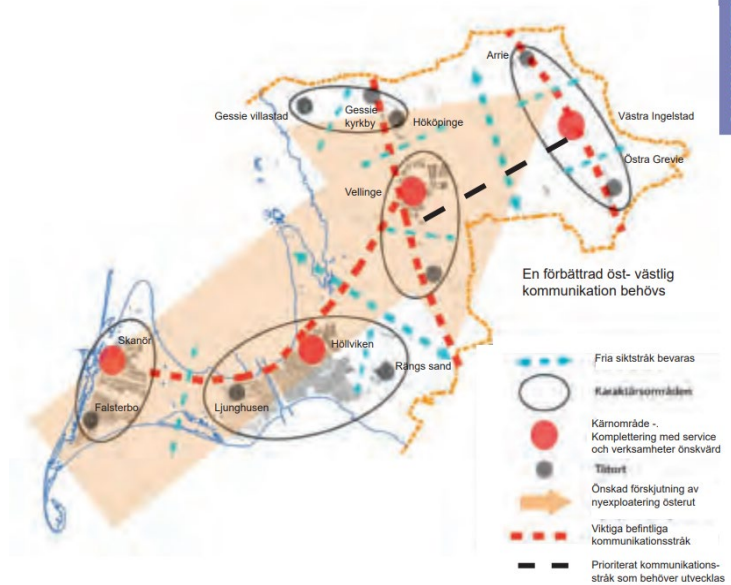 Arrie
Gessie villastad
Gessie
kyrkby
Hököpinge
Västra Ingelstad
Östra Grevie
Vellinge
En förbättrad öst- västlig
kommunikation behövs
Skanör
Höllviken
Rängs sand
Falsterbo
Ljunghusen
Fria siktstråk bevaras
Karaktärsområden
Kärnområde -.
Komplettering med service
och verksamheter önskvärd
Tätort
Önskad förskjutning av
nyexploatering österut
Viktiga befintliga
kommunikationsstråk
Prioriterat kommunikations-
stråk som behöver utvecklas